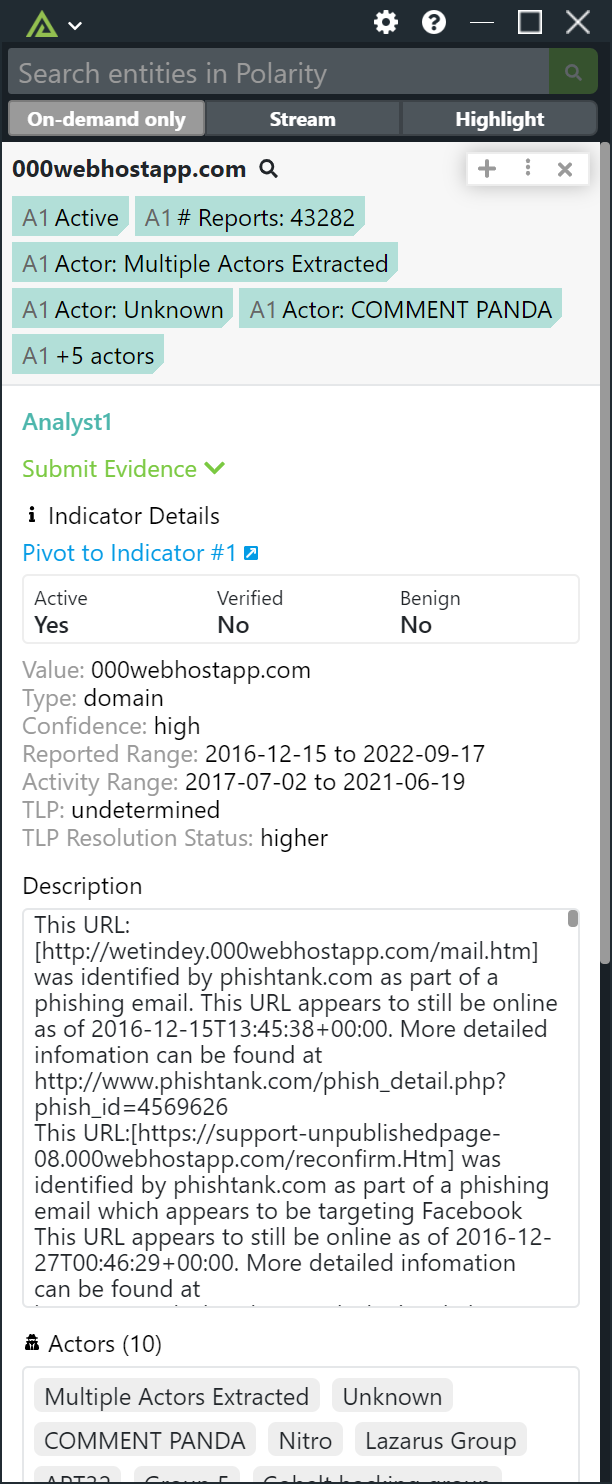 Search entities in Polarity
On-demand only Stream Highlight
000webhostapp.com
A1 Active A1 # Reports: 43282
A1 Actor: Multiple Actors Extracted
A1 Actor: Unknown A1 Actor: COMMENT PANDA
A1 +5 actors
Analyst1
Submit Evidence
Indicator Details
Pivot to Indicator #1
Active Verified Benign
Yes No No
Value: 000webhostapp.com
Type: domain
Confidence: high
Reported Range: 2016-12-15 to 2022-09-17
Activity Range: 2017-07-02 to 2021-06-19
TLP: undetermined
TLP Resolution Status: higher
Description
This URL:
[http://wetindey.000webhostapp.com/mail.htm]
was identified by phishtank.com as part of a
phishing email. This URL appears to still be online
as of 2016-12-15T13:45:38+00:00. More detailed
infomation can be found at
http://www.phishtank.com/phish_detail.php?
phish_id=4569626
This URL:[https://support-unpublishedpage-
08.000webhostapp.com/reconfirm.Htm] was
identified by phishtank.com as part of a phishing
email which appears to be targeting Facebook
This URL appears to still be online as of 2016-12-
27T00:46:29+00:00. More detailed infomation
can be found at
Actors (10)
Multiple Actors Extracted Unknown
COMMENT PANDA Nitro Lazarus Group
APT32 Group 5 Cobalt hacking group